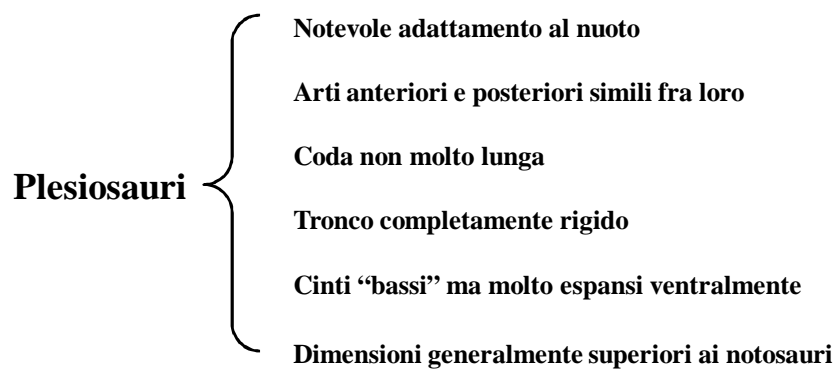 Notevole adattamento al nuoto
Arti anteriori e posteriori simili fra loro
Coda non molto lunga
Plesiosauri
Tronco completamente rigido
Cinti “bassi” ma molto espansi ventralmente
Dimensioni generalmente superiori ai notosauri